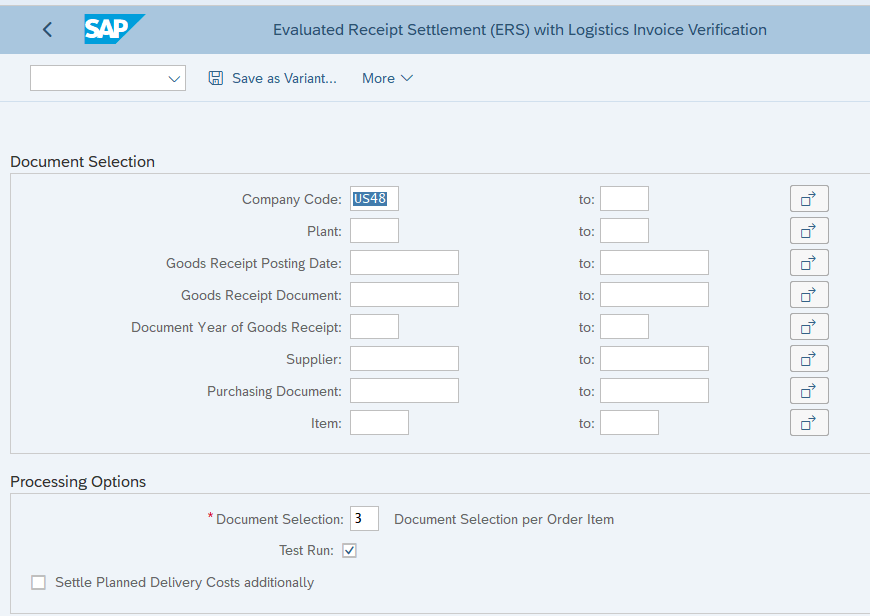 SAP Evaluated Receipt Settlement (ERS) with Logistics Invoice Verification
Save as Variant... More
Document Selection
Company Code: US48 to:
Plant: to:
Goods Receipt Posting Date: to:
Goods Receipt Document: to:
Document Year of Goods Receipt: to:
Supplier: to:
Purchasing Document: to:
Item: to:
Processing Options
* Document Selection: 3 Document Selection per Order Item
Test Run:
Settle Planned Delivery Costs additionally